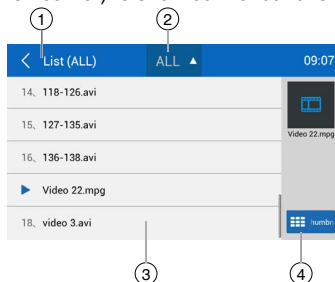 1
2
List (ALL)
ALL ▲
09:07
14、 118-126.avi
15、 127-135.avi
16、 136-138.avi
Video 22.mpg
18、 video 3.avi
Video 22.mpg
humbn
3
4